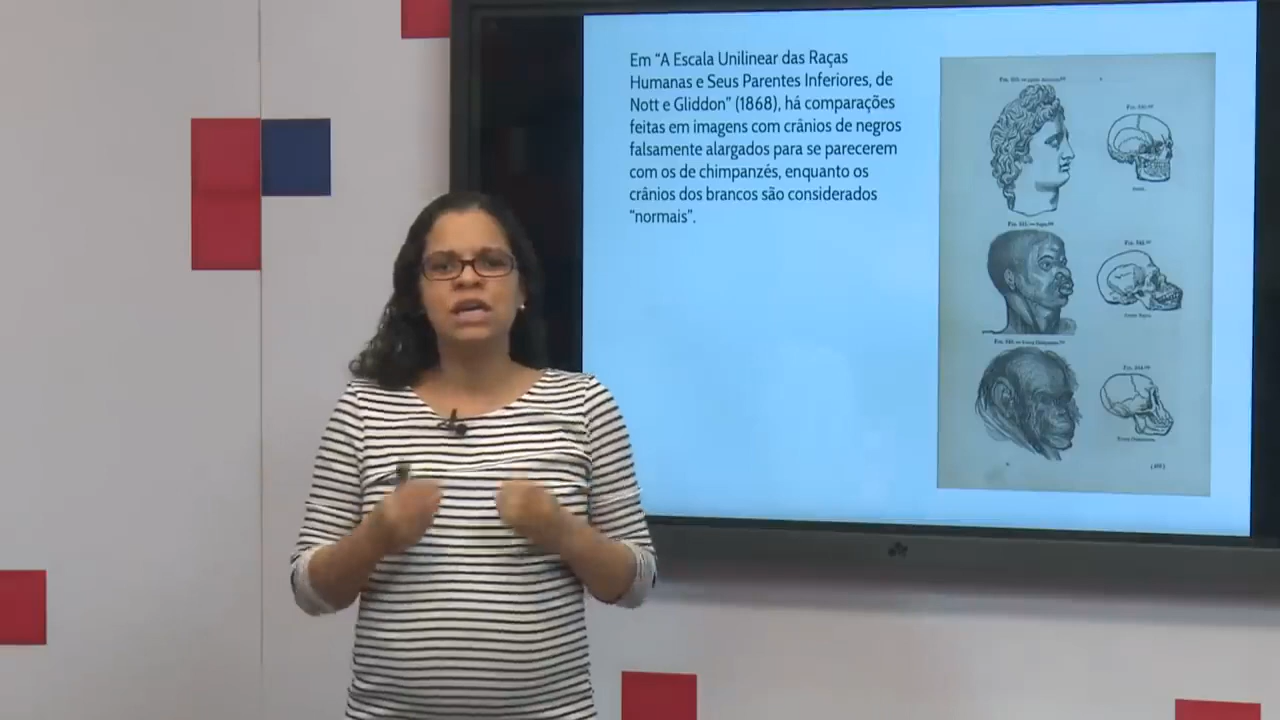 Em “A Escala Unilinear das Raças
Humanas e Seus Parentes Inferiores, de
Nott e Gliddon” (1868), há comparações
feitas em imagens com crânios de negros
falsamente alargados para se parecerem
com os de chimpanzés, enquanto os
crânios dos brancos são considerados
“normais”.